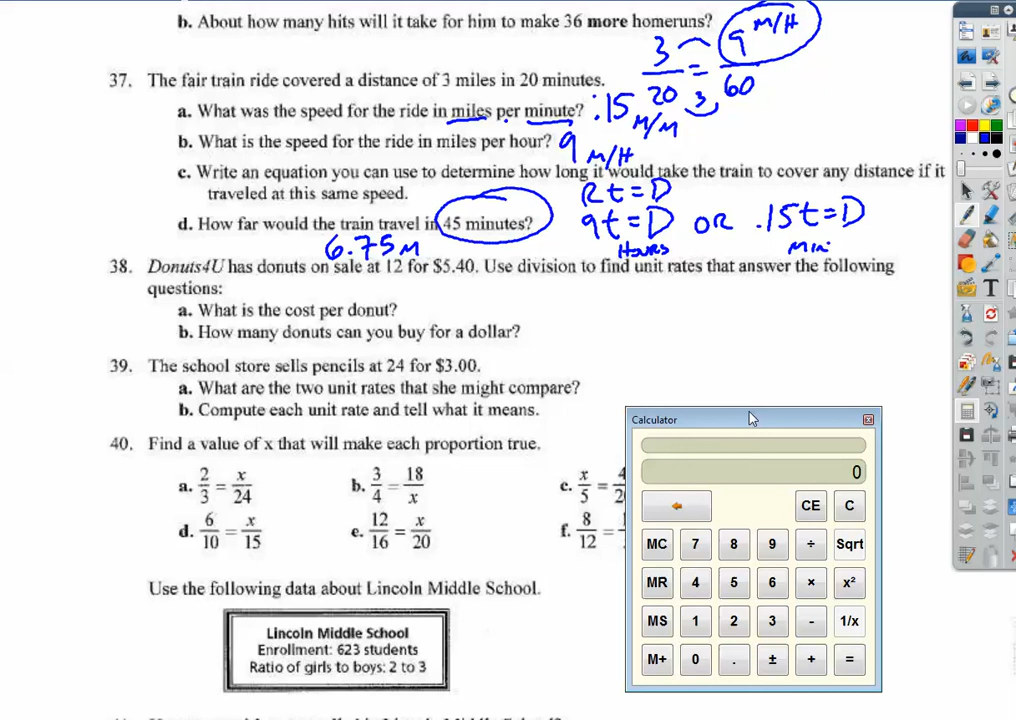 b. About how many hits will it take for him to make 36 more homeruns?
3/20 = 9 M/H/60
3
37. The fair train ride covered a distance of 3 miles in 20 minutes.
a. What was the speed for the ride in miles per minute? .15 M/M
b. What is the speed for the ride in miles per hour? 9 M/H
c. Write an equation you can use to determine how long it would take the train to cover any distance if it
traveled at this same speed. Rt=D
d. How far would the train travel in 45 minutes? 9t=D OR .15t=D
6.75M HOURS MIN
38. Donuts4U has donuts on sale at 12 for $5.40. Use division to find unit rates that answer the following
questions:
a. What is the cost per donut?
b. How many donuts can you buy for a dollar?
39. The school store sells pencils at 24 for $3.00.
a. What are the two unit rates that she might compare?
b. Compute each unit rate and tell what it means.
40. Find a value of x that will make each proportion true.
a. 2/3 = x/24 b. 3/4 = 18/x c. x/5 = 4/
d. 6/10 = x/15 e. 12/16 = x/20 f. 8/12 =
Use the following data about Lincoln Middle School.
Lincoln Middle School
Enrollment: 623 students
Ratio of girls to boys: 2 to 3
Calculator
0
CE C
MC 7 8 9 ÷ Sqrt
MR 4 5 6 × x²
MS 1 2 3 - 1/x
M+ 0 . ± + =
T